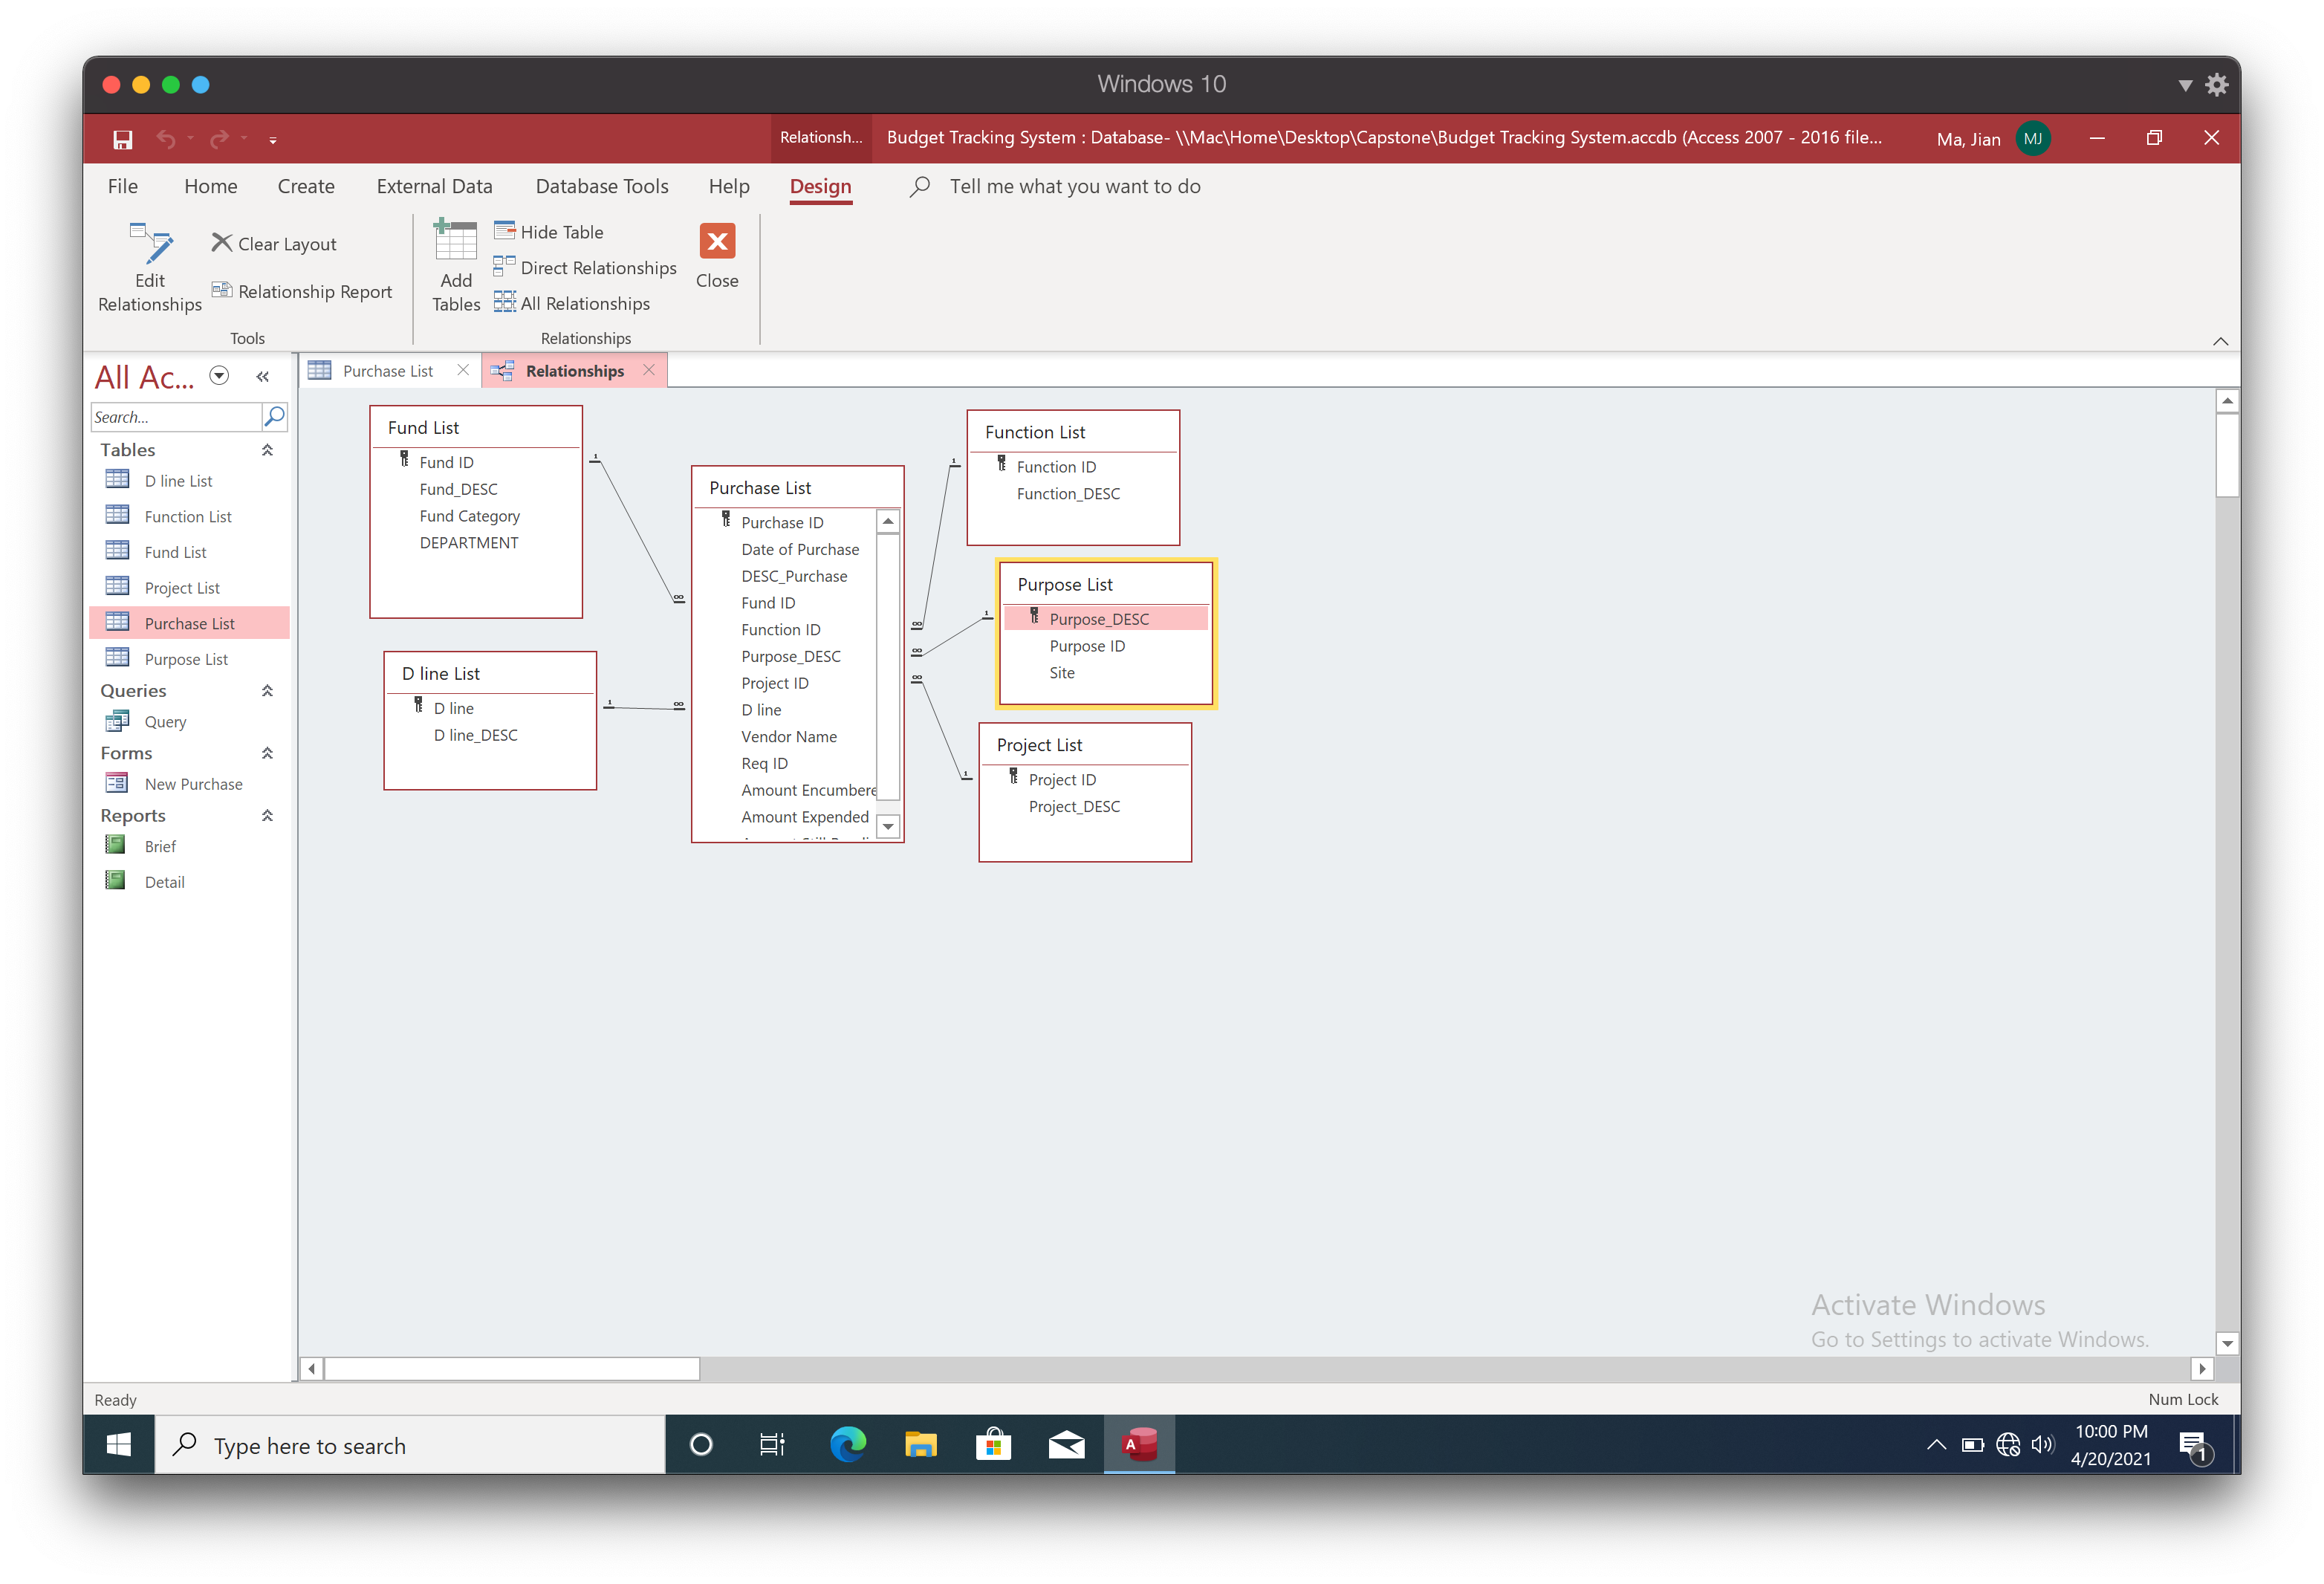 Windows 10
Relationsh...
Budget Tracking System : Database- \\Mac\Home\Desktop\Capstone\Budget Tracking System.accdb (Access 2007 - 2016 file...
Ma, Jian
MJ
File
Home
Create
External Data
Database Tools
Help
Design
Tell me what you want to do
Edit
Relationships
Clear Layout
Relationship Report
Tools
Add
Tables
Hide Table
Direct Relationships
All Relationships
Close
Relationships
All Ac...
Search...
Tables
D line List
Function List
Fund List
Project List
Purchase List
Purpose List
Queries
Query
Forms
New Purchase
Reports
Brief
Detail
Purchase List
Relationships
Fund List
Fund ID
Fund_DESC
Fund Category
DEPARTMENT
1
∞
D line List
D line
D line_DESC
1
∞
Purchase List
Purchase ID
Date of Purchase
DESC_Purchase
Fund ID
Function ID
Purpose_DESC
Project ID
D line
Vendor Name
Req ID
Amount Encumbere
Amount Expended
Function List
Function ID
Function_DESC
1
∞
Purpose List
Purpose_DESC
Purpose ID
Site
1
∞
Project List
Project ID
Project_DESC
1
∞
Activate Windows
Go to Settings to activate Windows.
Ready
Num Lock
Type here to search
A
10:00 PM
4/20/2021
1